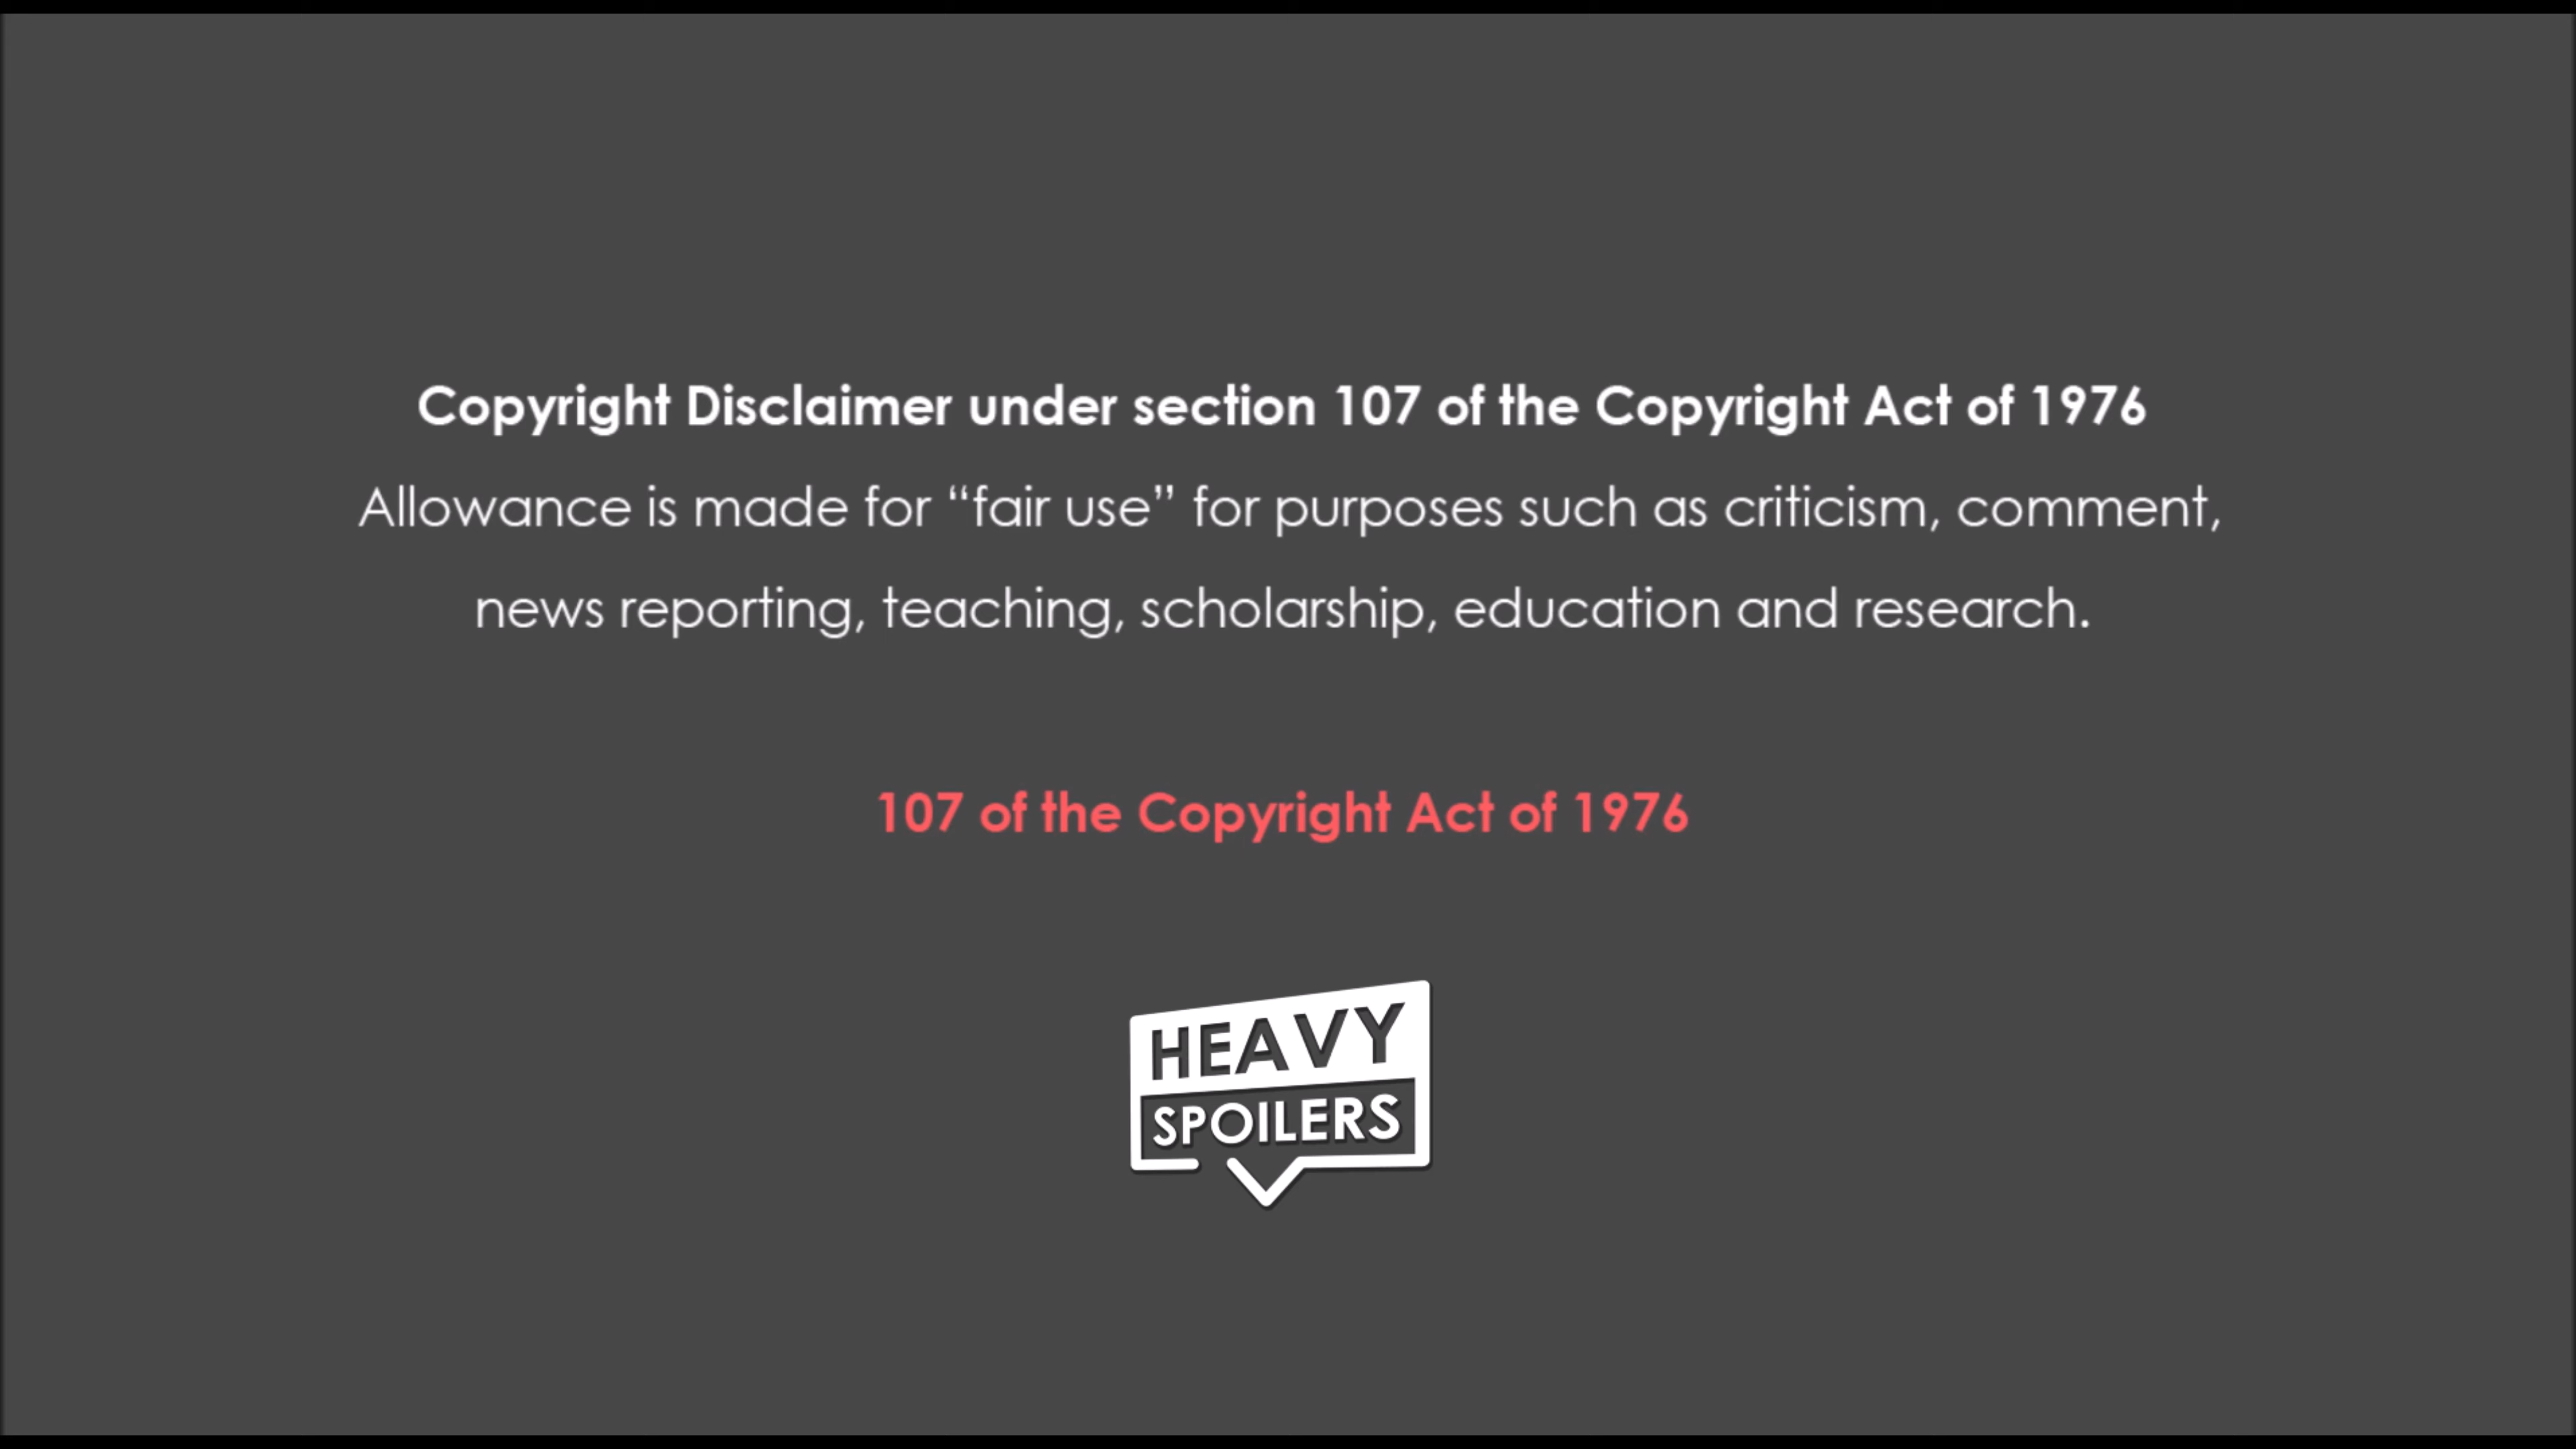 Copyright Disclaimer under section 107 of the Copyright Act of 1976
Allowance is made for “fair use” for purposes such as criticism, comment,
news reporting, teaching, scholarship, education and research.
107 of the Copyright Act of 1976
HEAVY
SPOILERS